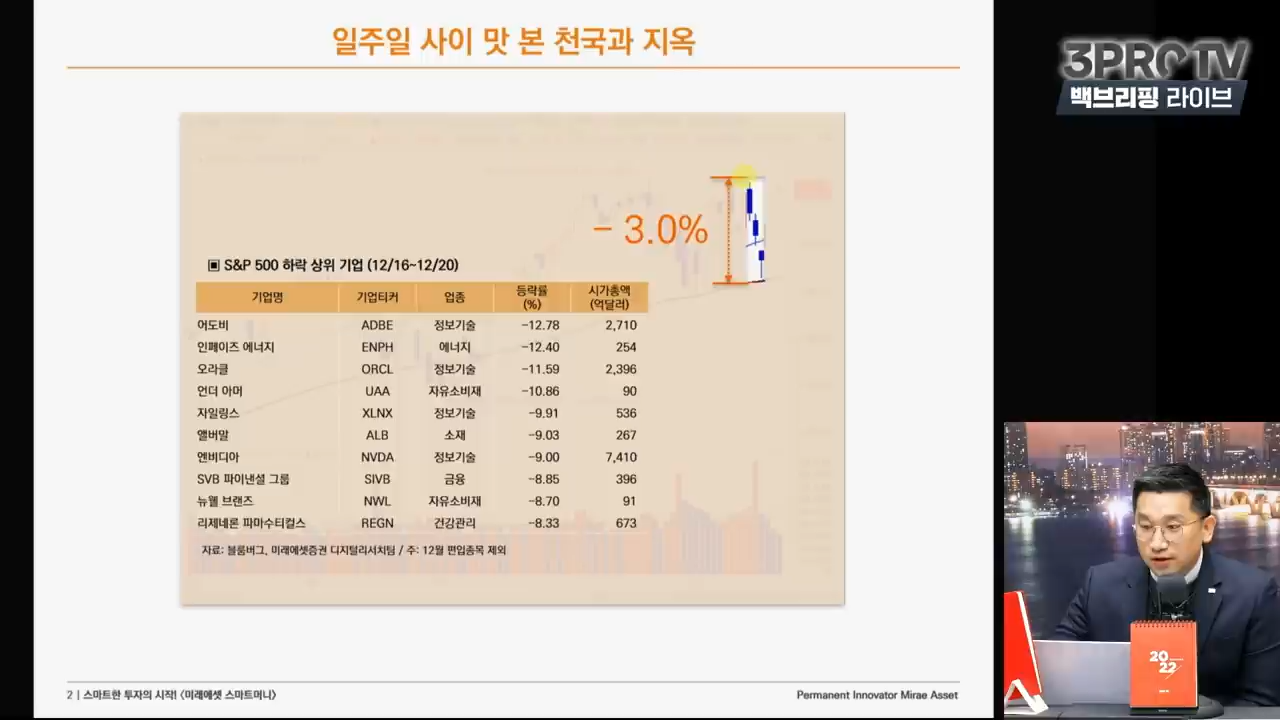 일주일 사이 맛 본 천국과 지옥
3PROTV
백브리핑 라이브
- 3.0%
▣ S&P 500 하락 상위 기업 (12/16~12/20)
기업명 기업티커 업종 등락률 (%) 시가총액 (억달러)
어도비 ADBE 정보기술 -12.78 2,710
인페이즈 에너지 ENPH 에너지 -12.40 254
오라클 ORCL 정보기술 -11.59 2,396
언더 아머 UAA 자유소비재 -10.86 90
자일링스 XLNX 정보기술 -9.91 536
앨버말 ALB 소재 -9.03 267
엔비디아 NVDA 정보기술 -9.00 7,410
SVB 파이낸셜 그룹 SIVB 금융 -8.85 396
뉴웰 브랜즈 NWL 자유소비재 -8.70 91
리제네론 파마수티컬스 REGN 건강관리 -8.33 673
자료: 블룸버그, 미래에셋증권 디지털리서치팀 / 주: 12월 편입종목 제외
2022
2 | 스마트한 투자의 시작! <미래에셋 스마트머니>
Permanent Innovator Mirae Asset